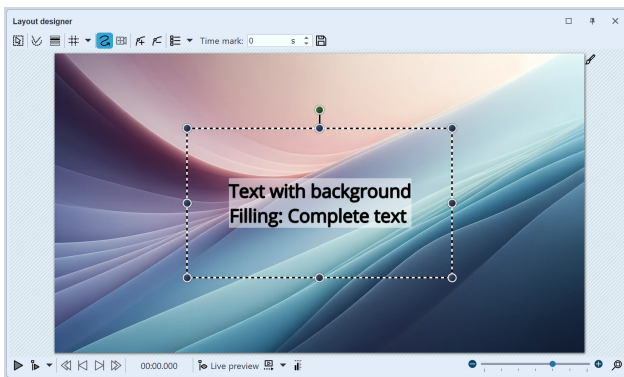 Layout designer
Time mark: 0 s
Text with background
Filling: Complete text
00:00.000 Live preview